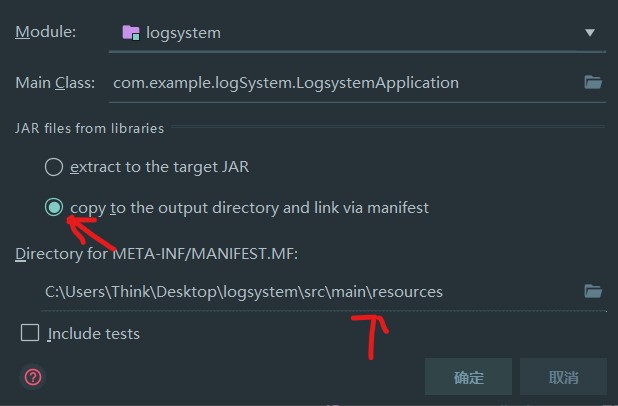 Module: logsystem
Main Class: com.example.logSystem.LogsystemApplication
JAR files from libraries
extract to the target JAR
copy to the output directory and link via manifest
Directory for META-INF/MANIFEST.MF:
C:\Users\Think\Desktop\logsystem\src\main\resources
Include tests
? 确定 取消